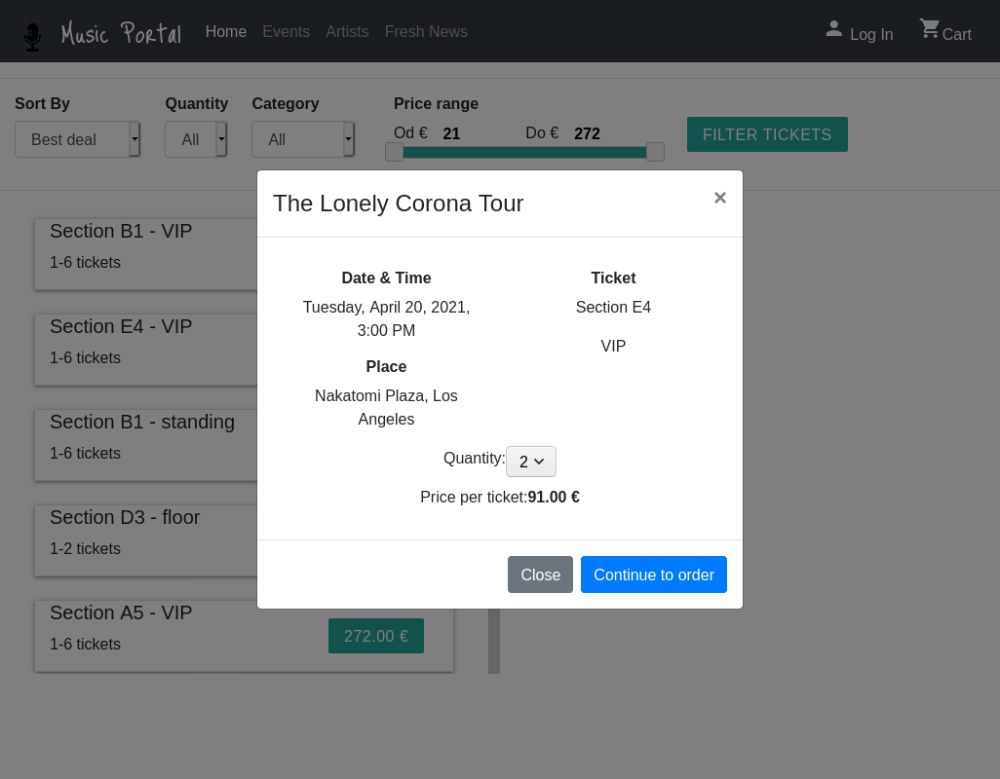 Music Portal Home Events Artists Fresh News Log In Cart
Sort By Quantity Category Price range
Best deal All All Od € 21 Do € 272 FILTER TICKETS
Section B1 - VIP
1-6 tickets
Section E4 - VIP
1-6 tickets
Section B1 - standing
1-6 tickets
Section D3 - floor
1-2 tickets
Section A5 - VIP
1-6 tickets
272.00 €
The Lonely Corona Tour ×
Date & Time
Tuesday, April 20, 2021,
3:00 PM
Place
Nakatomi Plaza, Los
Angeles
Ticket
Section E4
VIP
Quantity: 2
Price per ticket:91.00 €
Close Continue to order